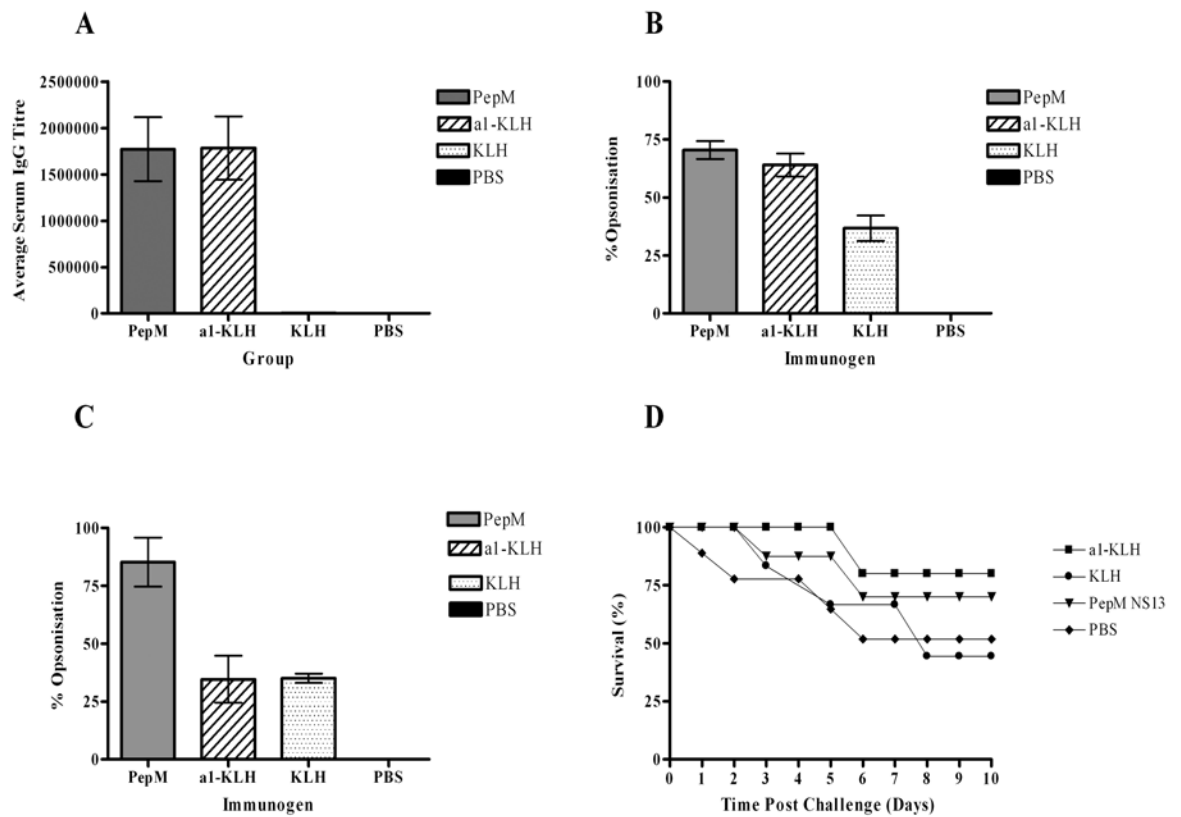 A
Average Serum IgG Titre
2500000
2000000
1500000
1000000
500000
0
PepM a1-KLH KLH PBS
Group
PepM
a1-KLH
KLH
PBS
B
%Opsonisation
100
75
50
25
0
PepM a1-KLH KLH PBS
Immunogen
PepM
a1-KLH
KLH
PBS
C
% Opsonisation
100
75
50
25
0
PepM a1-KLH KLH PBS
Immunogen
PepM
a1-KLH
KLH
PBS
D
Survival (%)
100
75
50
25
0
0 1 2 3 4 5 6 7 8 9 10
Time Post Challenge (Days)
a1-KLH
KLH
PepM NS13
PBS